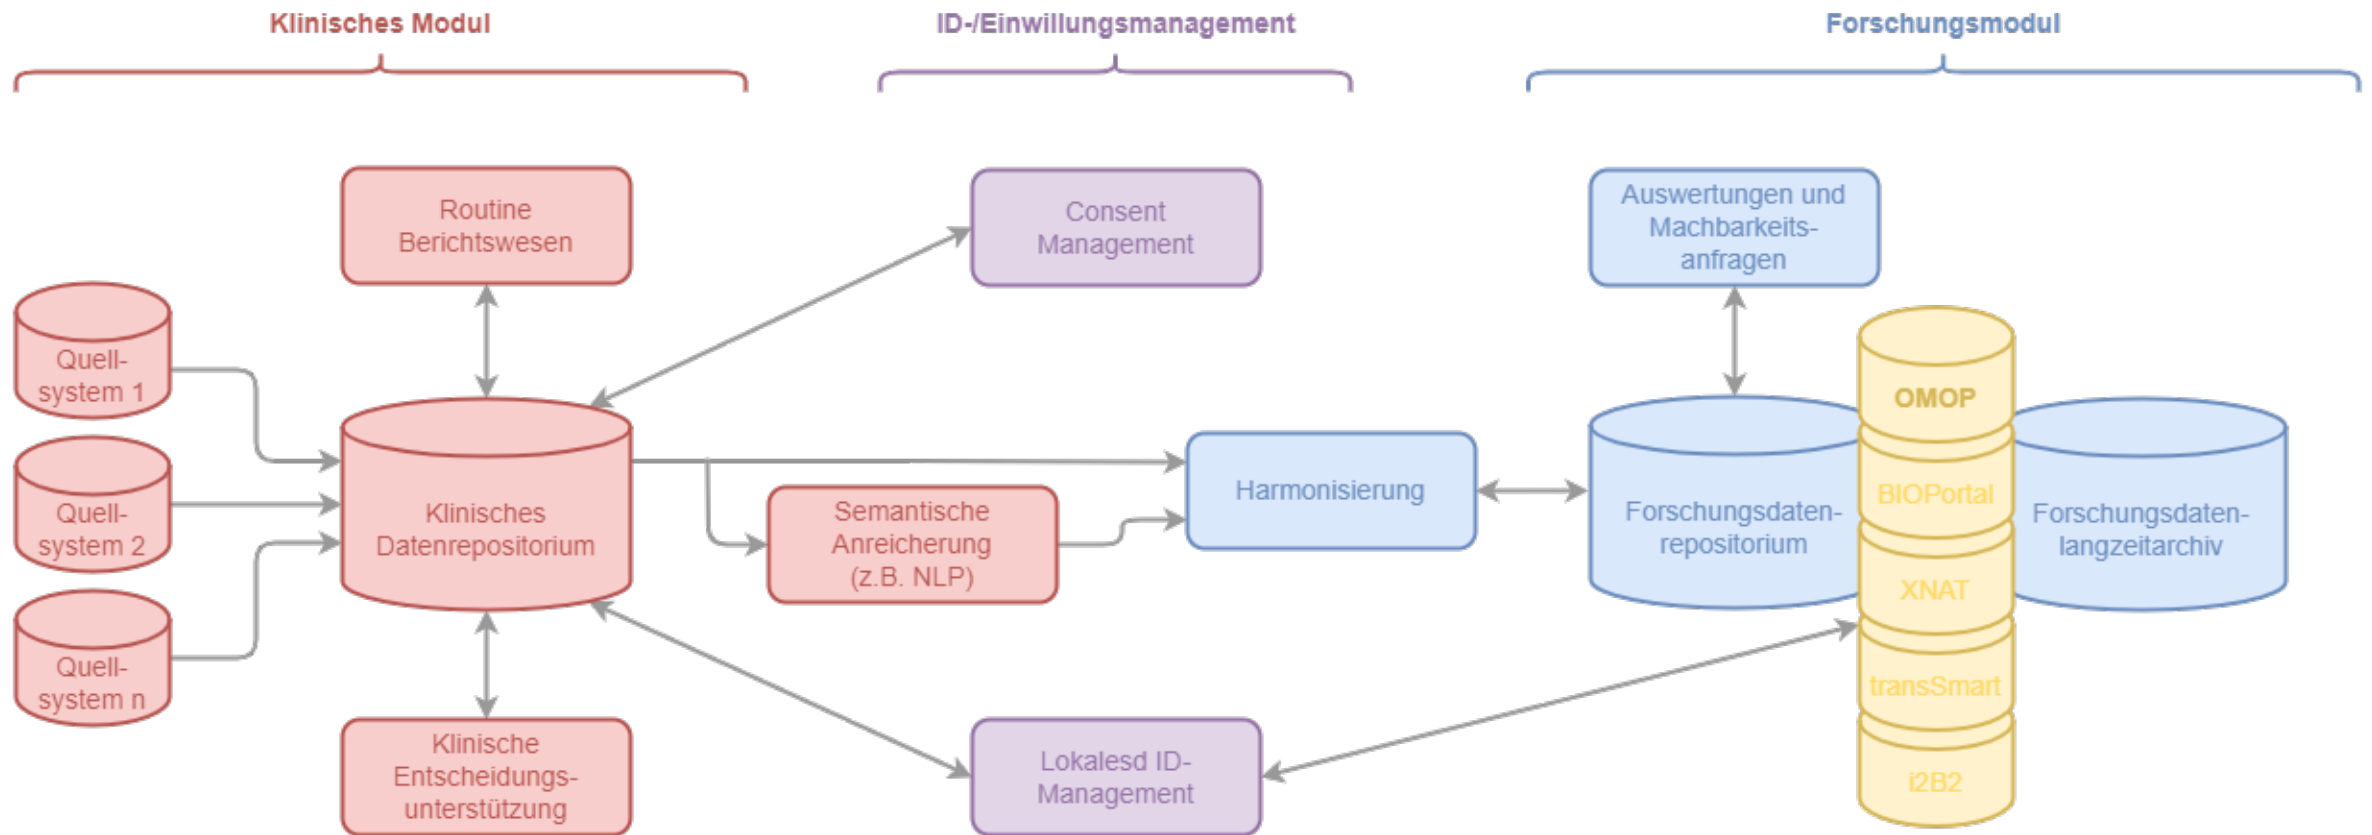 Klinisches Modul
ID-/Einwillungsmanagement
Forschungsmodul
Routine
Berichtswesen
Consent
Management
Auswertungen und
Machbarkeits-
anfragen
Quell-
system 1
Quell-
system 2
Quell-
system n
Klinisches
Datenrepositorium
Semantische
Anreicherung
(z.B. NLP)
Harmonisierung
Forschungsdaten-
repositorium
OMOP
BIOPortal
XNAT
transSmart
i2B2
Forschungsdaten-
langzeitarchiv
Klinische
Entscheidungs-
unterstützung
Lokalesd ID-
Management